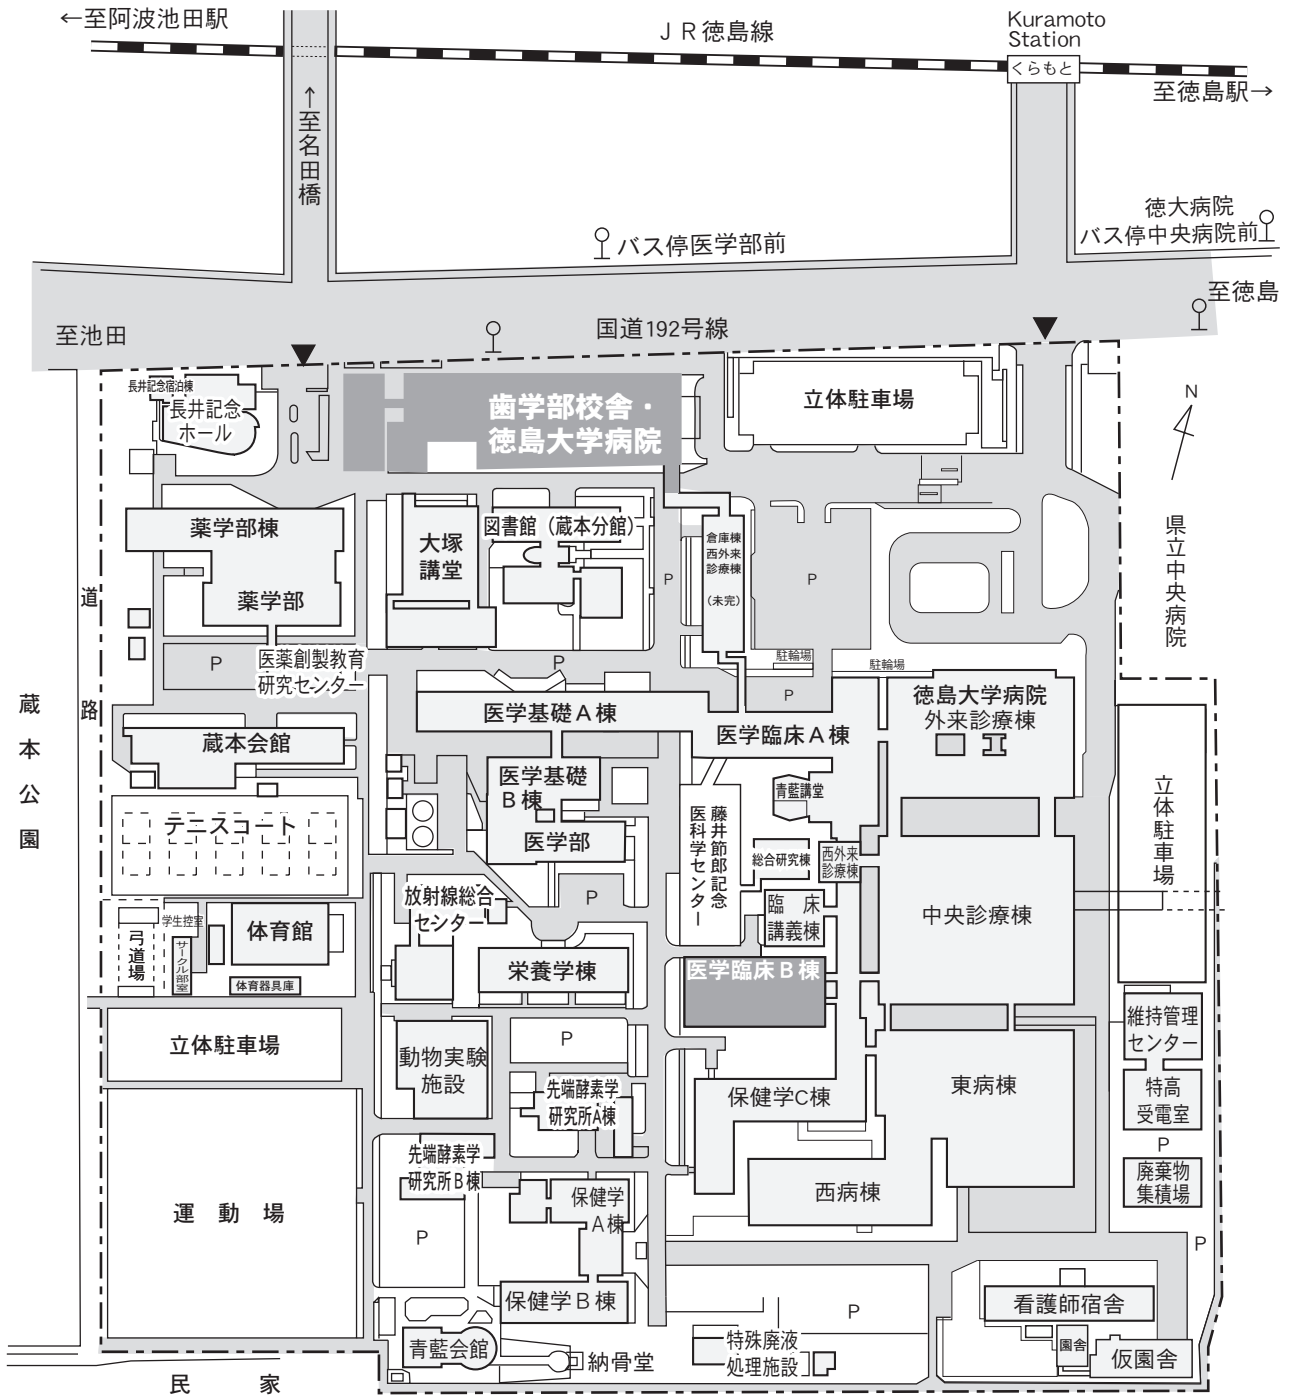 ←至阿波池田駅
JR徳島線
Kuramoto
Station
くらもと
至徳島駅→
↑至名田橋
徳大病院
バス停中央病院前
バス停医学部前
至徳島
至池田
国道192号線
長井記念宿泊棟
長井記念
ホール
歯学部校舎・
徳島大学病院
立体駐車場
N
県立中央病院
薬学部棟
薬学部
大塚
講堂
図書館（蔵本分館）
倉庫棟
西外来
診療棟
（未完）
P
P
道路
P
医薬創製教育
研究センター
P
駐輪場
駐輪場
P
蔵本公園
医学基礎A棟
医学臨床A棟
徳島大学病院
外来診療棟
蔵本会館
医学基礎
B棟
医学部
青藍講堂
藤井節郎記念
医科学センター
立体駐車場
テニスコート
総合研究棟
西外来
診療棟
放射線総合
センター
P
臨床
講義棟
中央診療棟
学生控室
弓道場
サークル部室
体育館
体育器具庫
栄養学棟
医学臨床B棟
維持管理
センター
立体駐車場
動物実験
施設
P
先端酵素学
研究所A棟
保健学C棟
東病棟
特高
受電室
P
先端酵素学
研究所B棟
保健学
A棟
西病棟
廃棄物
集積場
運動場
P
P
保健学B棟
P
看護師宿舎
青藍会館
納骨堂
特殊廃液
処理施設
園舎
仮園舎
民家